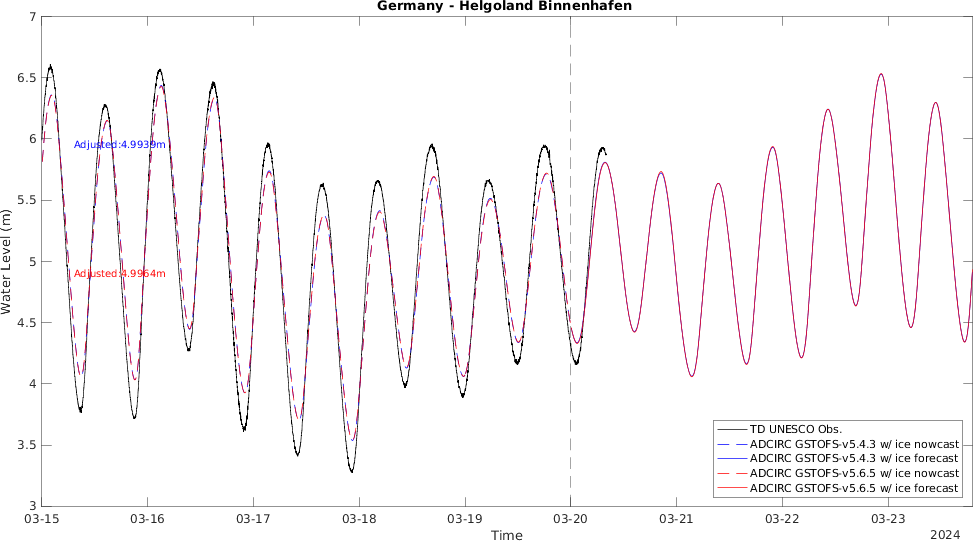 Germany - Helgoland Binnenhafen
Water Level (m)
7
6.5
6
5.5
5
4.5
4
3.5
3
Adjusted:4.9939m
Adjusted:4.9964m
TD UNESCO Obs.
ADCIRC GSTOFS-v5.4.3 w/ ice nowcast
ADCIRC GSTOFS-v5.4.3 w/ ice forecast
ADCIRC GSTOFS-v5.6.5 w/ ice nowcast
ADCIRC GSTOFS-v5.6.5 w/ ice forecast
03-15 03-16 03-17 03-18 03-19 03-20 03-21 03-22 03-23
Time
2024